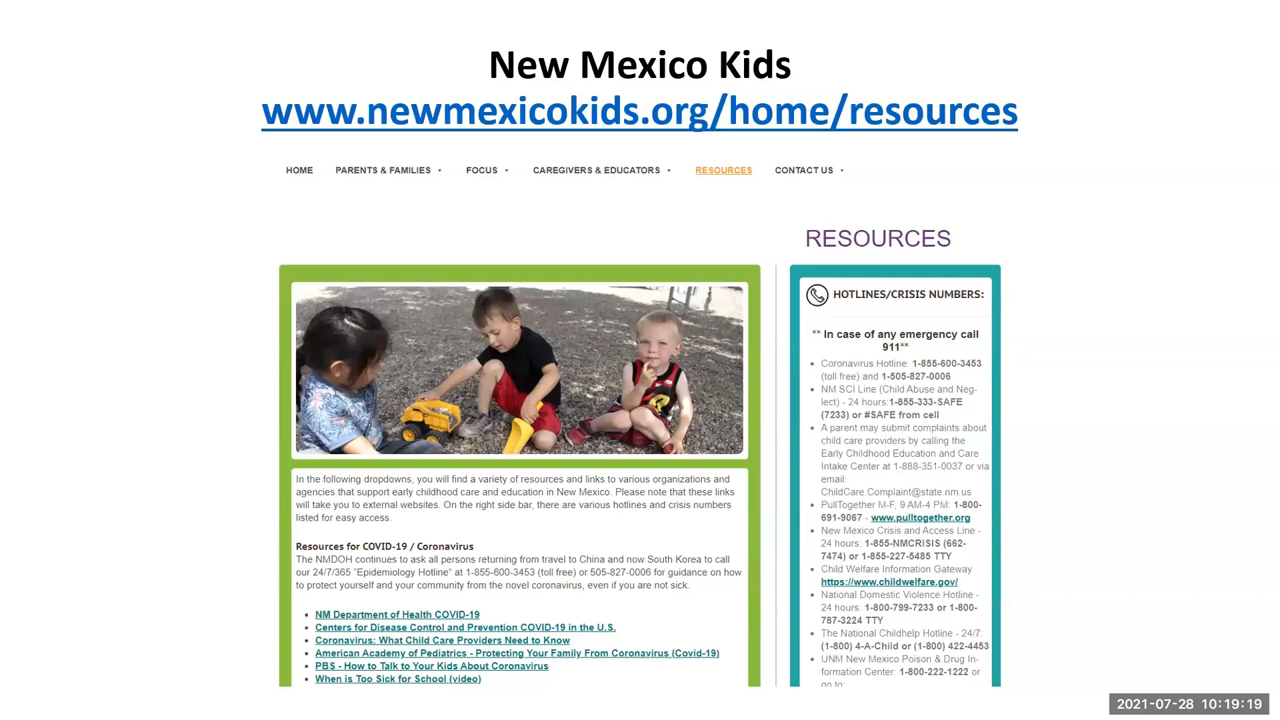 New Mexico Kids
www.newmexicokids.org/home/resources
HOME PARENTS & FAMILIES FOCUS CAREGIVERS & EDUCATORS RESOURCES CONTACT US
RESOURCES
In the following dropdowns, you will find a variety of resources and links to various organizations and
agencies that support early childhood care and education in New Mexico. Please note that these links
will take you to external websites. On the right side bar, there are various hotlines and crisis numbers
listed for easy access.
Resources for COVID-19 / Coronavirus
The NMDOH continues to ask all persons returning from travel to China and now South Korea to call
our 24/7/365 "Epidemiology Hotline" at 1-855-600-3453 (toll free) or 505-827-0006 for guidance on how
to protect yourself and your community from the novel coronavirus, even if you are not sick.
• NM Department of Health COVID-19
• Centers for Disease Control and Prevention COVID-19 in the U.S.
• Coronavirus: What Child Care Providers Need to Know
• American Academy of Pediatrics - Protecting Your Family From Coronavirus (Covid-19)
• PBS - How to Talk to Your Kids About Coronavirus
• When is Too Sick for School (video)
HOTLINES/CRISIS NUMBERS:
** In case of any emergency call
911**
• Coronavirus Hotline: 1-855-600-3453
(toll free) and 1-505-827-0006
• NM SCI Line (Child Abuse and Neg-
lect) - 24 hours:1-855-333-SAFE
(7233) or #SAFE from cell
• A parent may submit complaints about
child care providers by calling the
Early Childhood Education and Care
Intake Center at 1-888-351-0037 or via
email:
ChildCare.Complaint@state.nm.us
• PullTogether M-F, 9 AM-4 PM: 1-800-
691-9067 - www.pulltogether.org
• New Mexico Crisis and Access Line -
24 hours: 1-855-NMCRISIS (662-
7474) or 1-855-227-5485 TTY
• Child Welfare Information Gateway
https://www.childwelfare.gov/
• National Domestic Violence Hotline -
24 hours: 1-800-799-7233 or 1-800-
787-3224 TTY
• The National Childhelp Hotline - 24/7:
(1-800) 4-A-Child or (1-800) 422-4453
• UNM New Mexico Poison & Drug In-
formation Center: 1-800-222-1222 or
go to:
2021-07-28 10:19:19